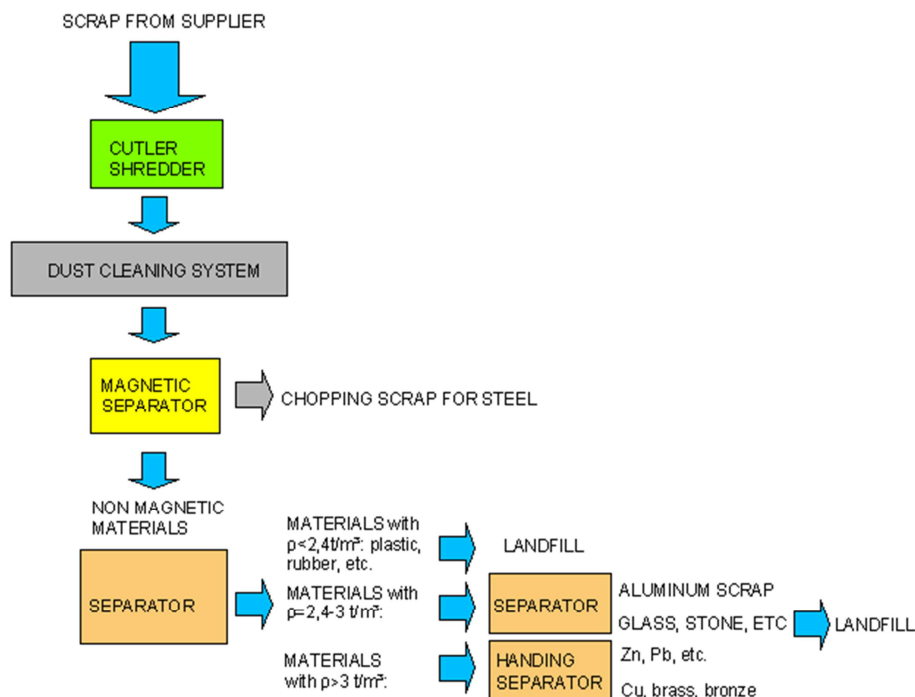 SCRAP FROM SUPPLIER
CUTLER
SHREDDER
DUST CLEANING SYSTEM
MAGNETIC
SEPARATOR
CHOPPING SCRAP FOR STEEL
NON MAGNETIC
MATERIALS
MATERIALS with
ρ<2,4t/m³: plastic,
rubber, etc.
LANDFILL
SEPARATOR
MATERIALS with
ρ=2,4-3 t/m³:
SEPARATOR
ALUMINUM SCRAP
GLASS, STONE, ETC
LANDFILL
MATERIALS
with ρ>3 t/m³:
HANDING
SEPARATOR
Zn, Pb, etc.
Cu, brass, bronze